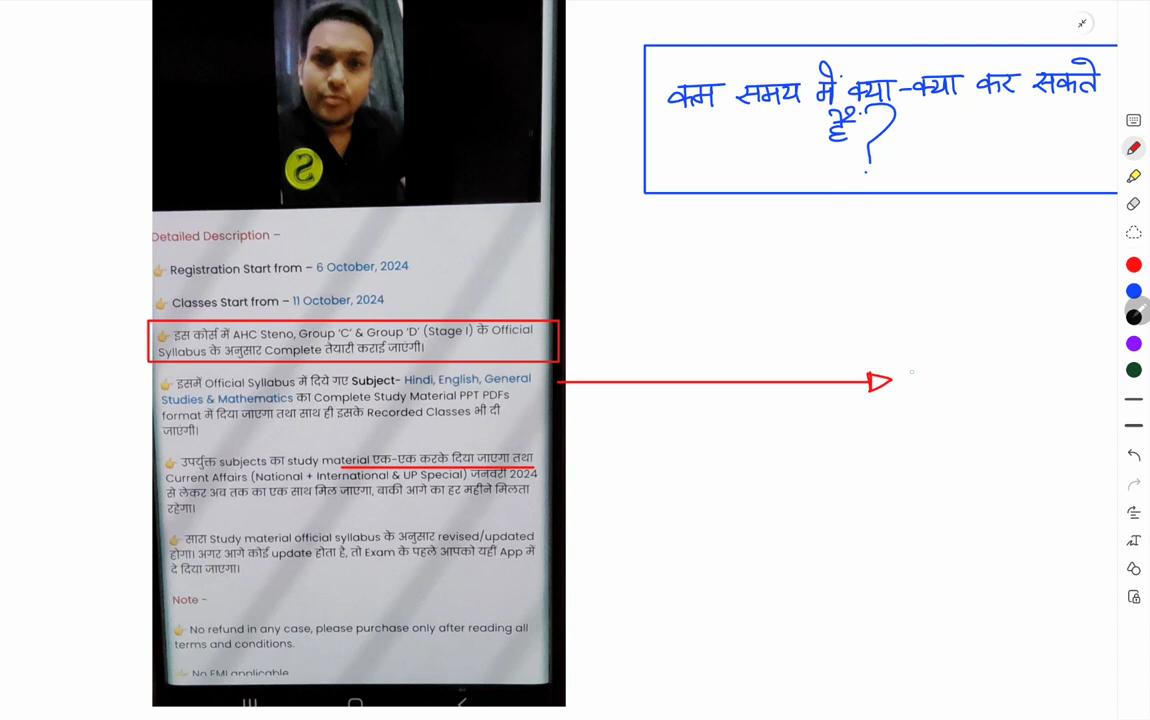 Detailed Description –
👉 Registration Start from – 6 October, 2024
👉 Classes Start from – 11 October, 2024
👉 इस कोर्स में AHC Steno, Group 'C' & Group 'D' (Stage I) के Official
Syllabus के अनुसार Complete तैयारी कराई जाएंगी।
👉 इसमें Official Syllabus में दिये गए Subject- Hindi, English, General
Studies & Mathematics का Complete Study Material PPT PDFs
format में दिया जाएगा तथा साथ ही इसके Recorded Classes भी दी
जाएंगी।
👉 उपर्युक्त subjects का study material एक-एक करके दिया जाएगा तथा
Current Affairs (National + International & UP Special) जनवरी 2024
से लेकर अब तक का एक साथ मिल जाएगा, बाकी आगे का हर महीने मिलता
रहेगा।
👉 सारा Study material official syllabus के अनुसार revised/updated
होगा। अगर आगे कोई update होता है, तो Exam के पहले आपको यहीं App में
दे दिया जाएगा।
Note -
👉 No refund in any case, please purchase only after reading all
terms and conditions.
👉 No EMI applicable
कम समय में क्या-क्या कर सकते
हैं?